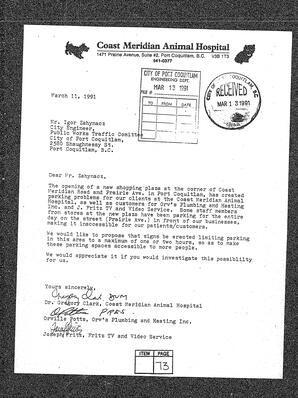 Coast Meridian Animal Hospital
1471 Prairie Avenue, Suite #2, Port Coquitlam, B.C. V3B 1T3
941-0377
CITY OF PORT COQUITLAM
ENGINEERING DEPT.
MAR 13 1991
FILE #
TO FROM DATE
RECEIVED
MAR 13 1991
March 11, 1991
Mr. Igor Zahynacz,
City Engineer,
Public Works Traffic Committee
City of Port Coquitlam,
2580 Shaughnessy St.
Port Coquitlam, B.C.
Dear Mr. Zahynacz,
The opening of a new shopping plaza at the corner of Coast
Meridian Road and Prairie Ave. in Port Coquitlam, has created
parking problems for our clients at the Coast Meridian Animal
Hospital, as well as customers for Orv's Plumbing and Heating
Inc. and J. Frits TV and Video Service. Some staff members
from stores at the new plaza have been parking for the entire
day on the street (Prairie Ave.) in front of our businesses,
making it inaccessible for our patients/customers.
We would like to propose that signs be erected limiting parking
in this area to a maximum of one or two hours, so as to make
these parking spaces accessible to more people.
We would appreciate it if you would investigate this possibility
for us.
Yours sincerely,
DVM
Dr. Gregory Clark, Coast Meridian Animal Hospital
PRES.
Orville Potts, Orv's Plumbing and Heating Inc.
Joseph Frits, Frits TV and Video Service
ITEM PAGE
73